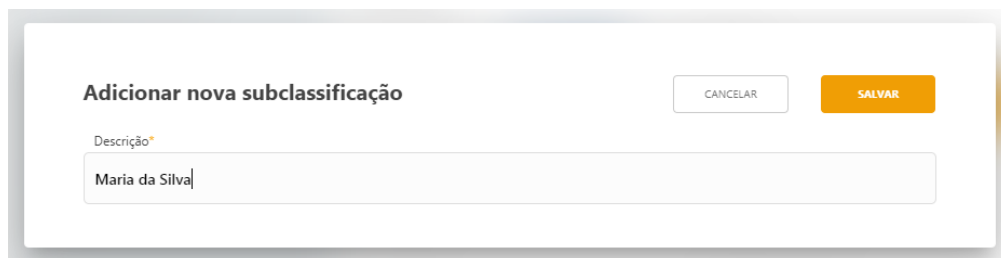 Adicionar nova subclassificação
CANCELAR
SALVAR
Descrição*
Maria da Silva